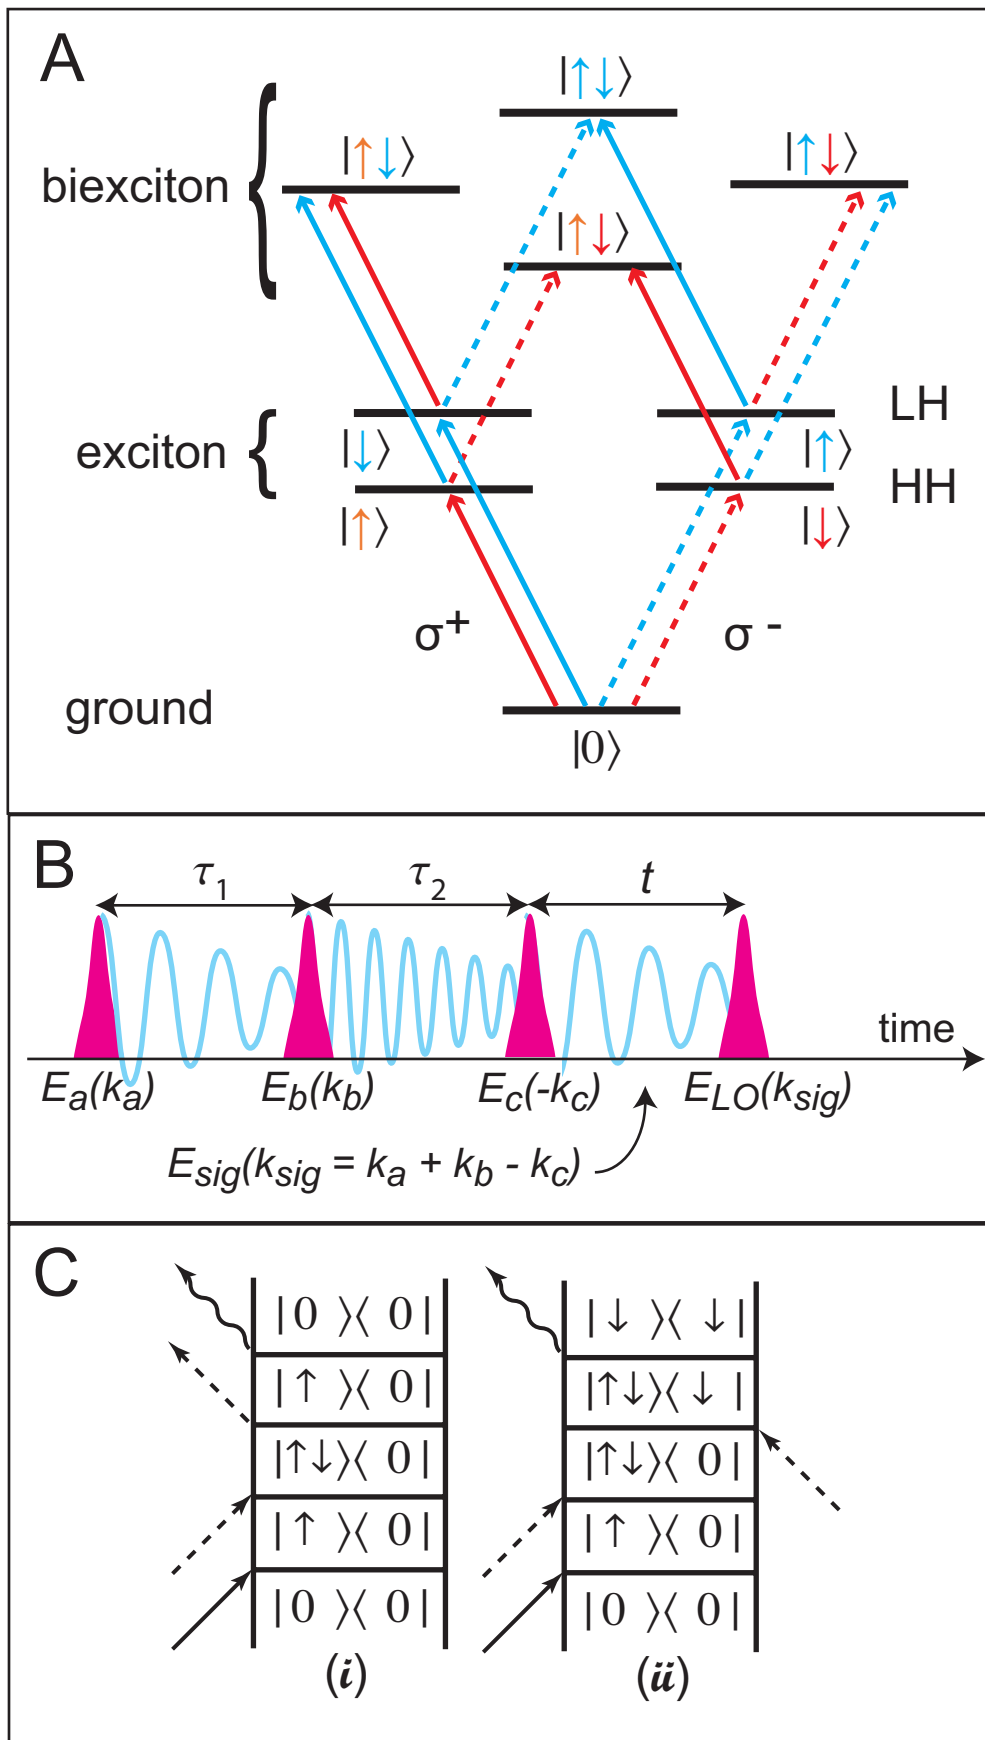 A
|↑↓⟩
|↑↓⟩
|↑↓⟩
biexciton
|↑↓⟩
LH
exciton
|↓⟩
|↑⟩
HH
|↑⟩
|↓⟩
σ+
σ-
ground
|0⟩
B
τ1
τ2
t
time
Ea(ka)
Eb(kb)
Ec(-kc)
ELO(ksig)
Esig(ksig = ka + kb - kc)
C
|0⟩⟨0|
|↓⟩⟨↓|
|↑⟩⟨0|
|↑↓⟩⟨↓|
|↑↓⟩⟨0|
|↑↓⟩⟨0|
|↑⟩⟨0|
|↑⟩⟨0|
|0⟩⟨0|
|0⟩⟨0|
(i)
(ii)